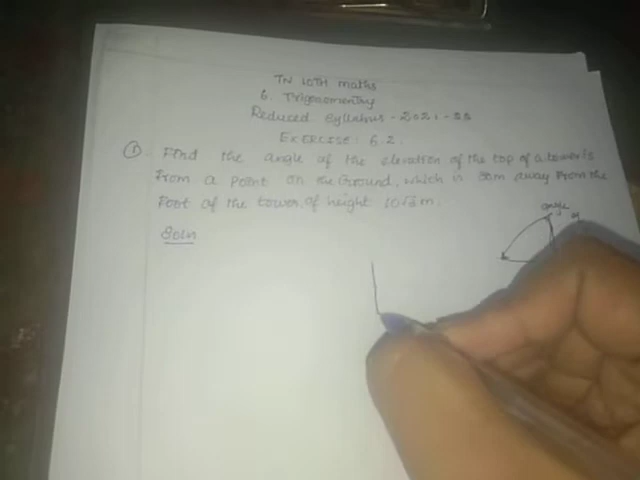 TN 10TH maths
6. Trigonomentry
Reduced Syllabus - 2021-22
EXERCISE: 6.2.
① Find the angle of the elevation of the top of a tower is
from a point on the Ground, which is 30m away from the
foot of the tower of height 10√3 m.
Soln
angle